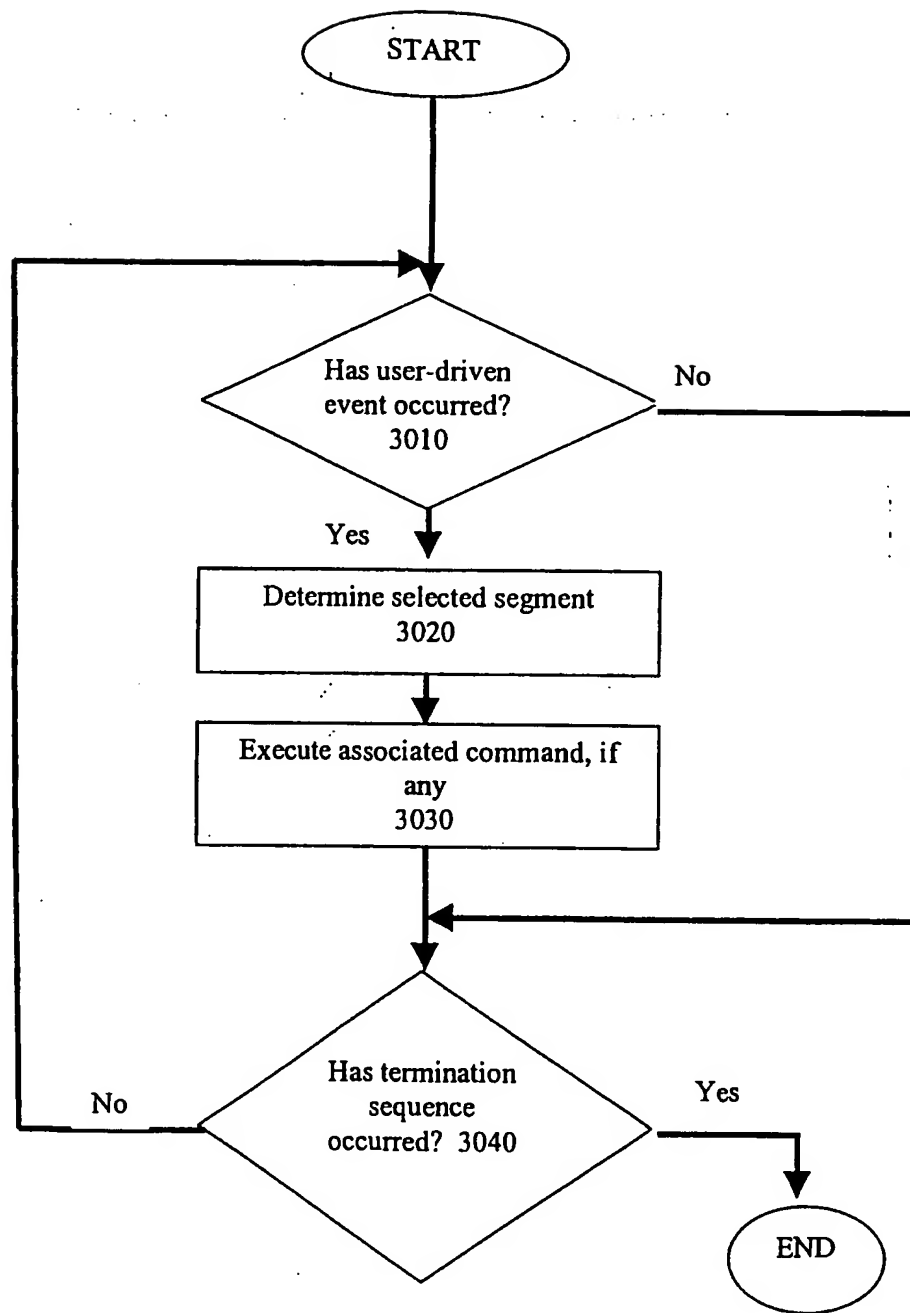 START
Has user-driven
event occurred?
3010
No
Yes
Determine selected segment
3020
Execute associated command, if
any
3030
Has termination
sequence
occurred? 3040
No
Yes
END